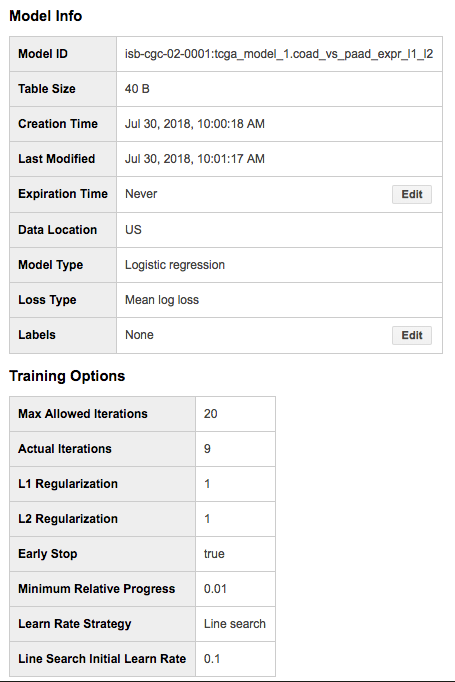 Model Info
Model ID isb-cgc-02-0001:tcga_model_1.coad_vs_paad_expr_l1_l2
Table Size 40 B
Creation Time Jul 30, 2018, 10:00:18 AM
Last Modified Jul 30, 2018, 10:01:17 AM
Expiration Time Never Edit
Data Location US
Model Type Logistic regression
Loss Type Mean log loss
Labels None Edit
Training Options
Max Allowed Iterations 20
Actual Iterations 9
L1 Regularization 1
L2 Regularization 1
Early Stop true
Minimum Relative Progress 0.01
Learn Rate Strategy Line search
Line Search Initial Learn Rate 0.1